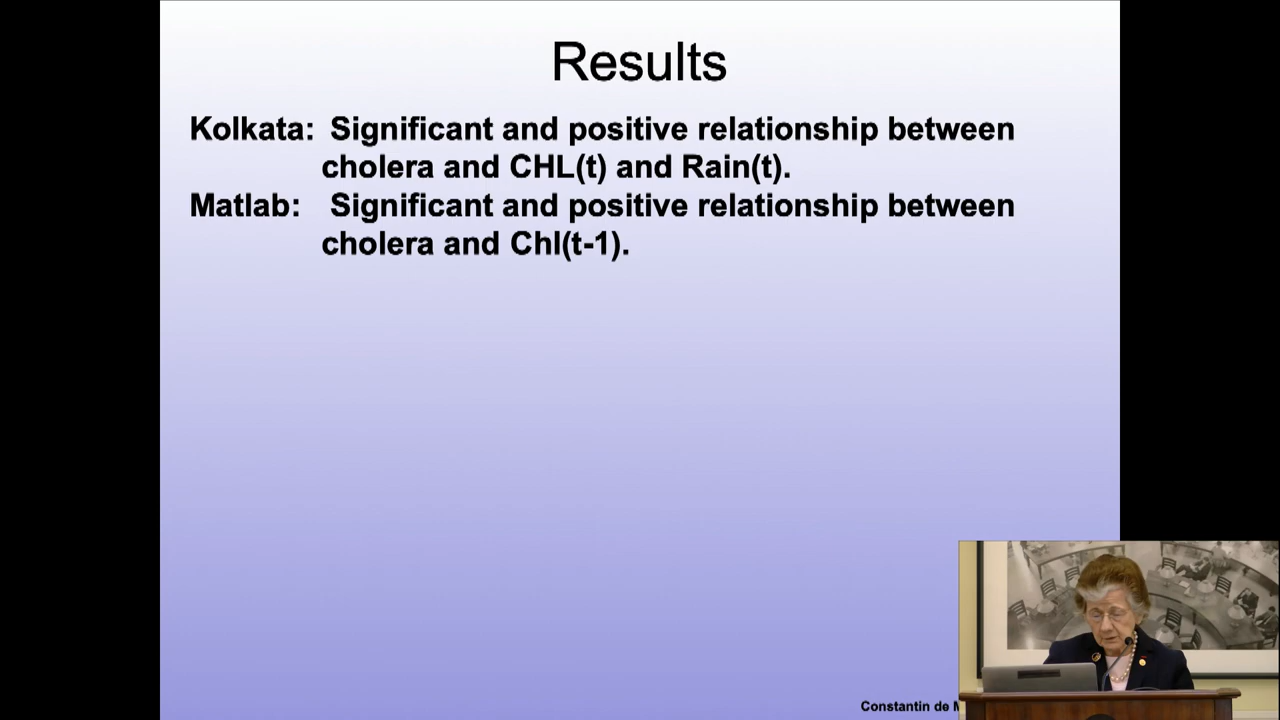 Results
Kolkata: Significant and positive relationship between
cholera and CHL(t) and Rain(t).
Matlab: Significant and positive relationship between
cholera and Chl(t-1).
Constantin de